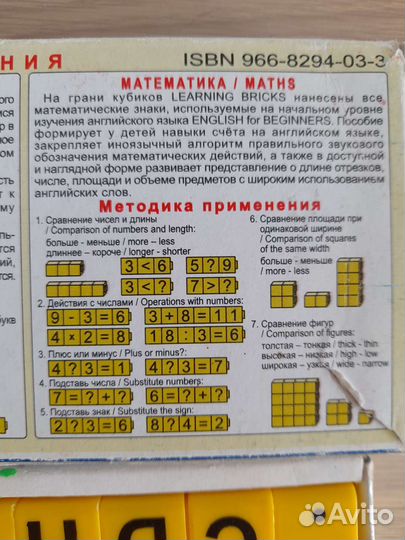 НИЯ
ISBN 966-8294-03-3
МАТЕМАТИКА / MATHS
На грани кубиков LEARNING BRICKS нанесены все
математические знаки, используемые на начальном уровне
изучения английского языка ENGLISH for BEGINNERS. Пособие
формирует у детей навыки счёта на английском языке,
закрепляет иноязычный алгоритм правильного звукового
обозначения математических действий, а также в доступной
и наглядной форме развивает представление о длине отрезков,
числе, площади и объеме предметов с широким использованием
английских слов.
Методика применения
1. Сравнение чисел и длины
/ Comparison of numbers and length:
больше - меньше / more – less
длиннее – короче / longer - shorter
3 < 6 5 ? 9
3 < 6 7 > ?
2. Действия с числами / Operations with numbers:
9 - 3 = 6 3 + 8 = 1 1
4 × 2 = 8 1 8 : 3 = 6
3. Плюс или минус / Plus or minus?:
4 ? 3 = 1 4 ? 3 = 7
4. Подставь числа / Substitute numbers:
7 = ? + ? 6 = ? + ?
5. Подставь знак / Substitute the sign:
2 ? 3 = 6 8 ? 4 = 2
6. Сравнение площади при
одинаковой ширине
/ Comparison of squares
of the same width
больше - меньше
/ more - less
7. Сравнение фигур
/ Comparison of figures:
толстая – тонкая / thick - thin
высокая – низкая / high - low
широкая – узкая / wide - narrow
Avito